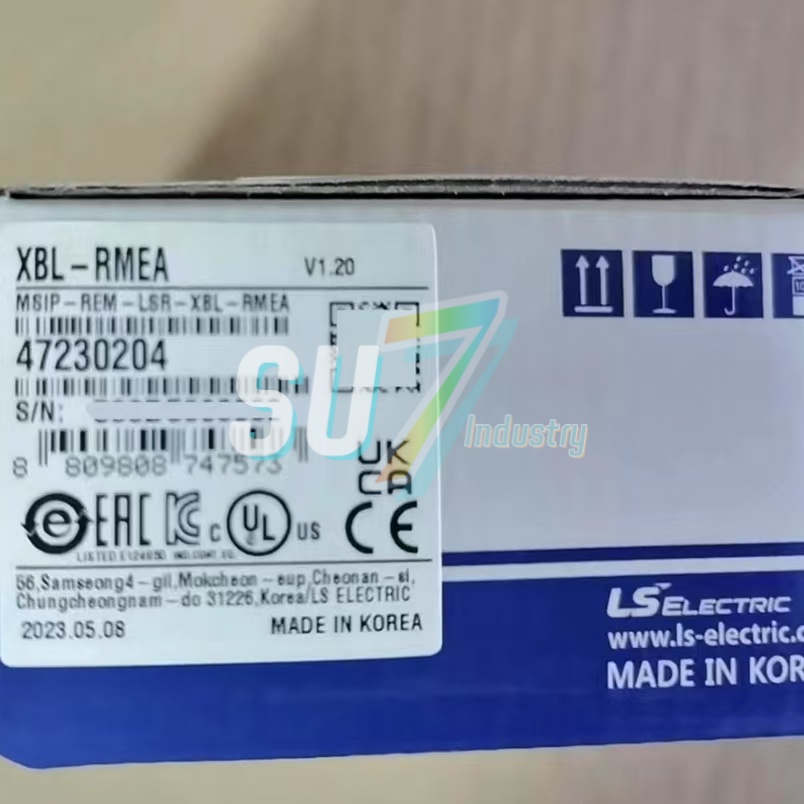 XBL-RMEA V1.20
MSIP-REM-LSR-XBL-RMEA
47230204
S/N:
8 809808 747573
UK
CA
EAC
c UL US
CE
LISTED
56,Samseong4-gil,Mokcheon-eup,Cheonan-si,
Chungcheongnam-do 31226,Korea/LS ELECTRIC
2023.05.08 MADE IN KOREA
SU7
Industry
LS ELECTRIC
www.ls-electric.c
MADE IN KOR